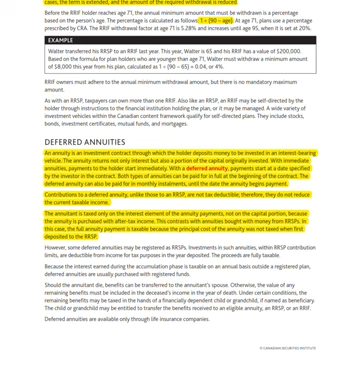 cases, the term is extended, and the amount of the required withdrawal is reduced.
Before the RRIF holder reaches age 71, the annual minimum that must be withdrawn is a percentage
based on the person's age. The percentage is calculated as follows: 1 ÷ (90 – age). At age 71, plans use a percentage
prescribed by CRA. The RRIF withdrawal factor at age 71 is 5.28% and increases until age 95, when it is set at 20%.
EXAMPLE
Walter transferred his RRSP to an RRIF last year. This year, Walter is 65 and his RRIF has a value of $200,000.
Based on the formula for plan holders who are younger than age 71, Walter must withdraw a minimum amount
of $8,000 this year from his plan, calculated as 1 ÷ (90 – 65) = 0.04, or 4%.
RRIF owners must adhere to the annual minimum withdrawal amount, but there is no mandatory maximum
amount.
As with an RRSP, taxpayers can own more than one RRIF. Also like an RRSP, an RRIF may be self-directed by the
holder through instructions to the financial institution holding the plan, or it may be managed. A wide variety of
investment vehicles within the Canadian content framework qualify for self-directed plans. They include stocks,
bonds, investment certificates, mutual funds, and mortgages.
DEFERRED ANNUITIES
An annuity is an investment contract through which the holder deposits money to be invested in an interest-bearing
vehicle. The annuity returns not only interest but also a portion of the capital originally invested. With immediate
annuities, payments to the holder start immediately. With a deferred annuity, payments start at a date specified
by the investor in the contract. Both types of annuities can be paid for in full at the beginning of the contract. The
deferred annuity can also be paid for in monthly instalments, until the date the annuity begins payment.
Contributions to a deferred annuity, unlike those to an RRSP, are not tax deductible; therefore, they do not reduce
the current taxable income.
The annuitant is taxed only on the interest element of the annuity payments, not on the capital portion, because
the annuity is purchased with after-tax income. This contrasts with annuities bought with money from RRSPs. In
this case, the full annuity payment is taxable because the principal cost of the annuity was not taxed when first
deposited to the RRSP.
However, some deferred annuities may be registered as RRSPs. Investments in such annuities, within RRSP contribution
limits, are deductible from income for tax purposes in the year deposited. The proceeds are fully taxable.
Because the interest earned during the accumulation phase is taxable on an annual basis outside a registered plan,
deferred annuities are usually purchased with registered funds.
Should the annuitant die, benefits can be transferred to the annuitant's spouse. Otherwise, the value of any
remaining benefits must be included in the deceased's income in the year of death. Under certain conditions, the
remaining benefits may be taxed in the hands of a financially dependent child or grandchild, if named as beneficiary.
The child or grandchild may be entitled to transfer the benefits received to an eligible annuity, an RRSP, or an RRIF.
Deferred annuities are available only through life insurance companies.
© CANADIAN SECURITIES INSTITUTE